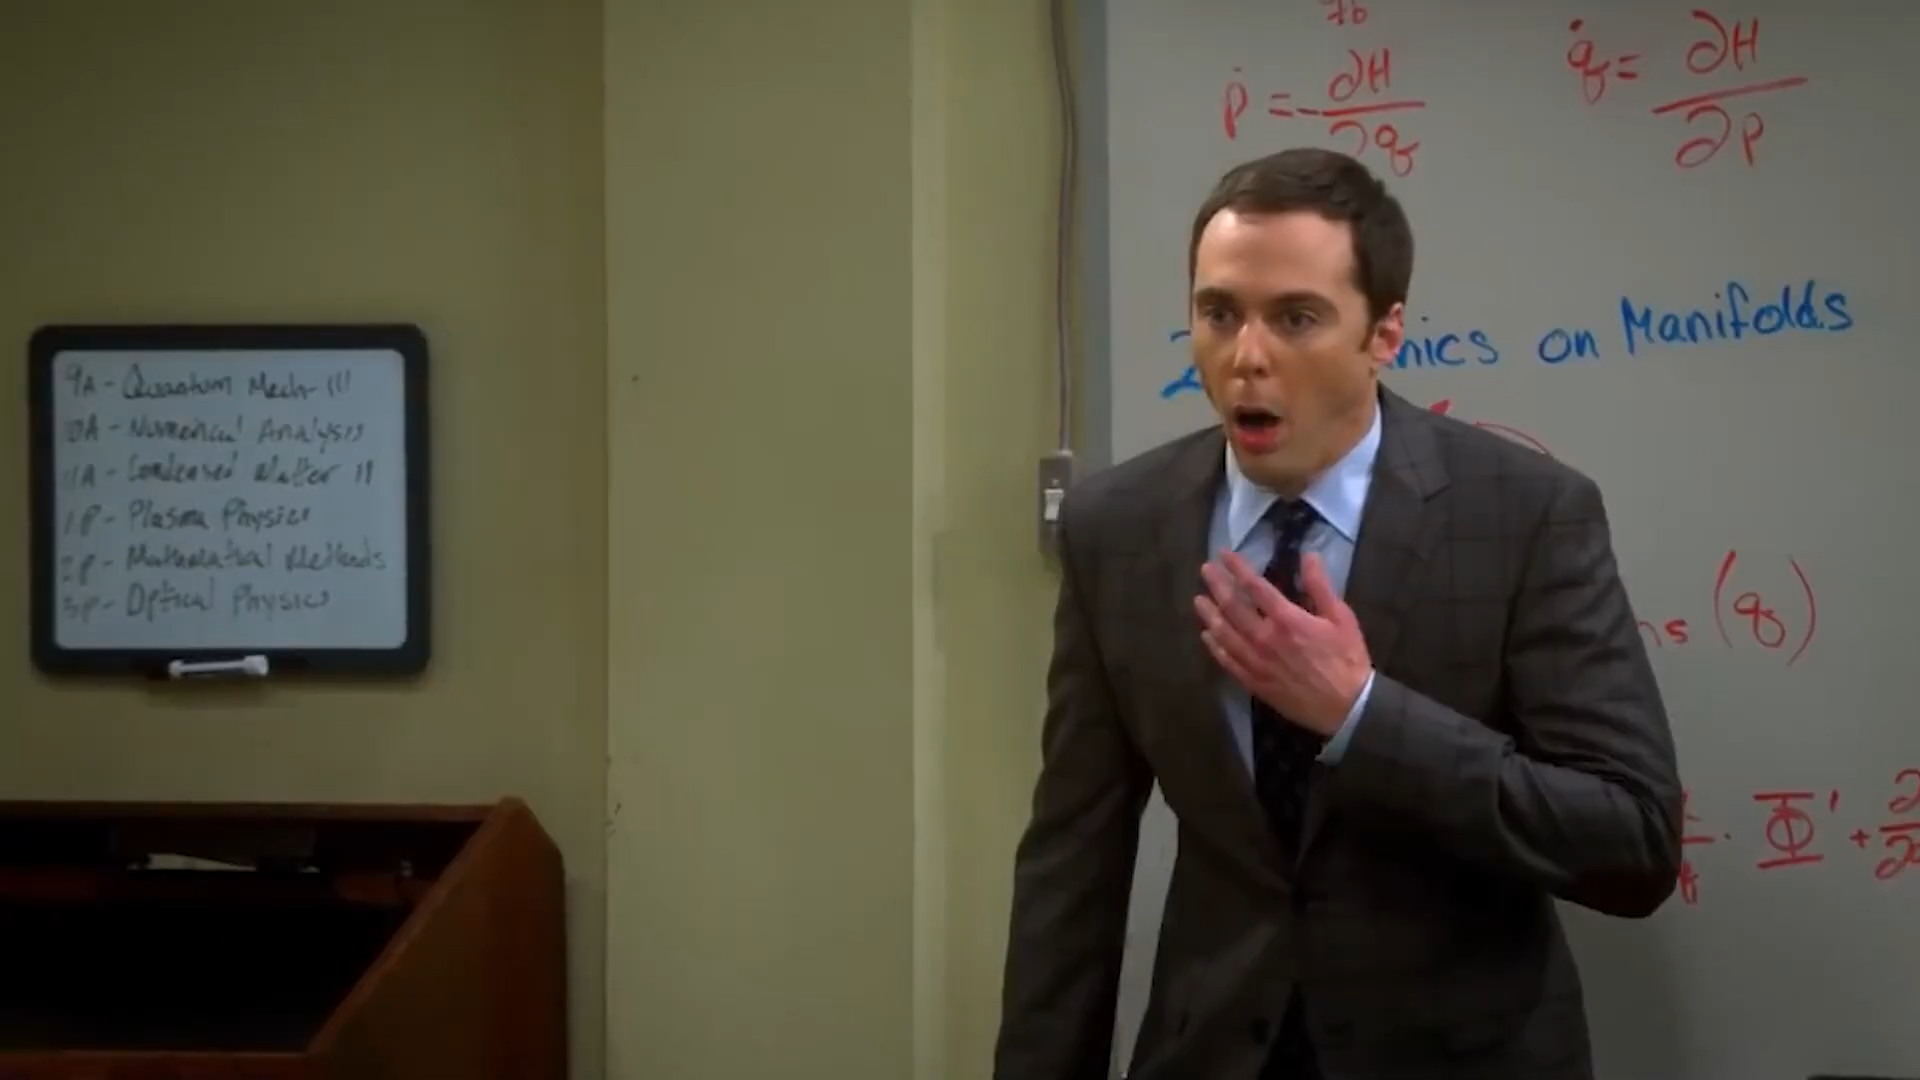 9A - Quantum Mech III
10A - Numerical Analysis
11A - Condensed Matter II
1P - Plasma Physics
2P - Mathematical Methods
3P - Optical Physics
ṗ = - ∂H/∂q
q̇ = ∂H/∂p
on Manifolds
(q)
Φ' +